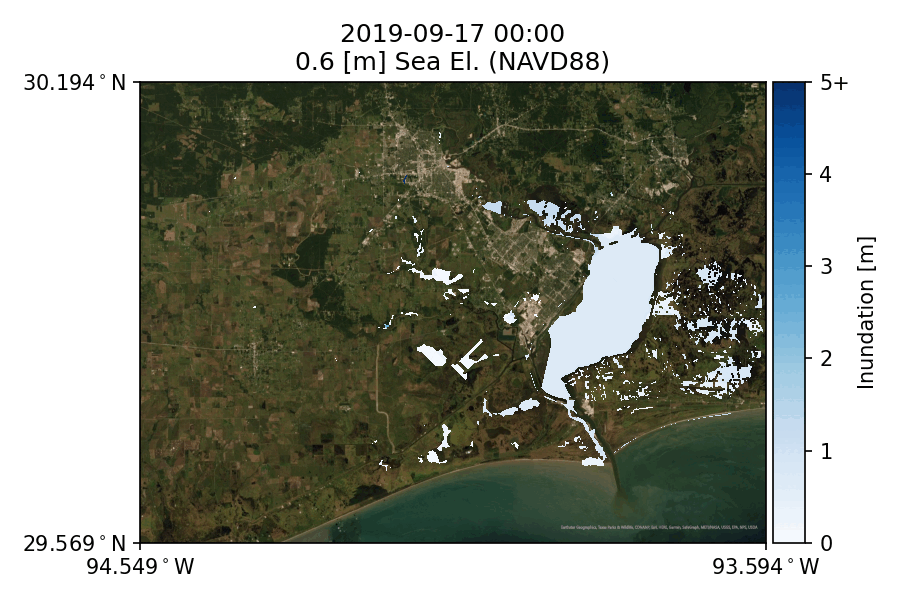 2019-09-17 00:00
0.6 [m] Sea El. (NAVD88)
30.194°N
29.569°N
94.549°W
93.594°W
5+
4
3
2
1
0
Inundation [m]